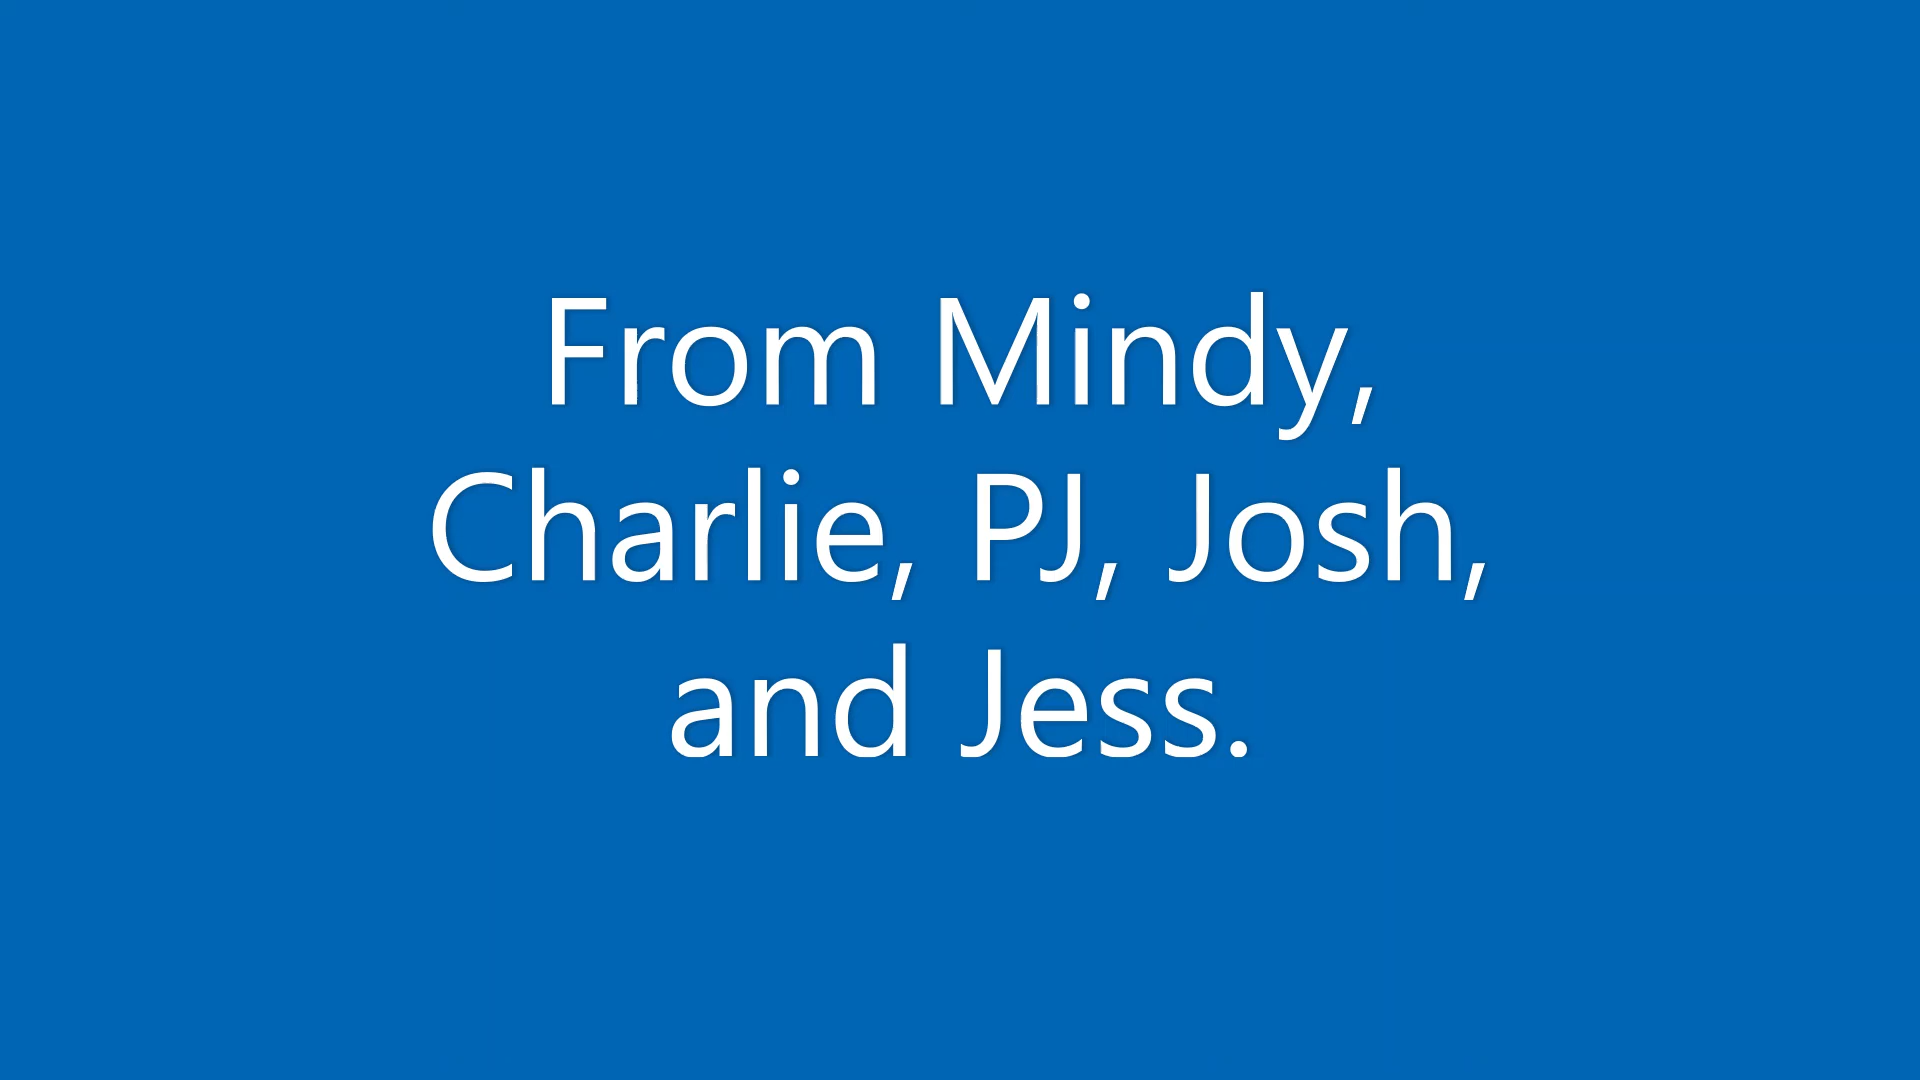 From Mindy,
Charlie, PJ, Josh,
and Jess.